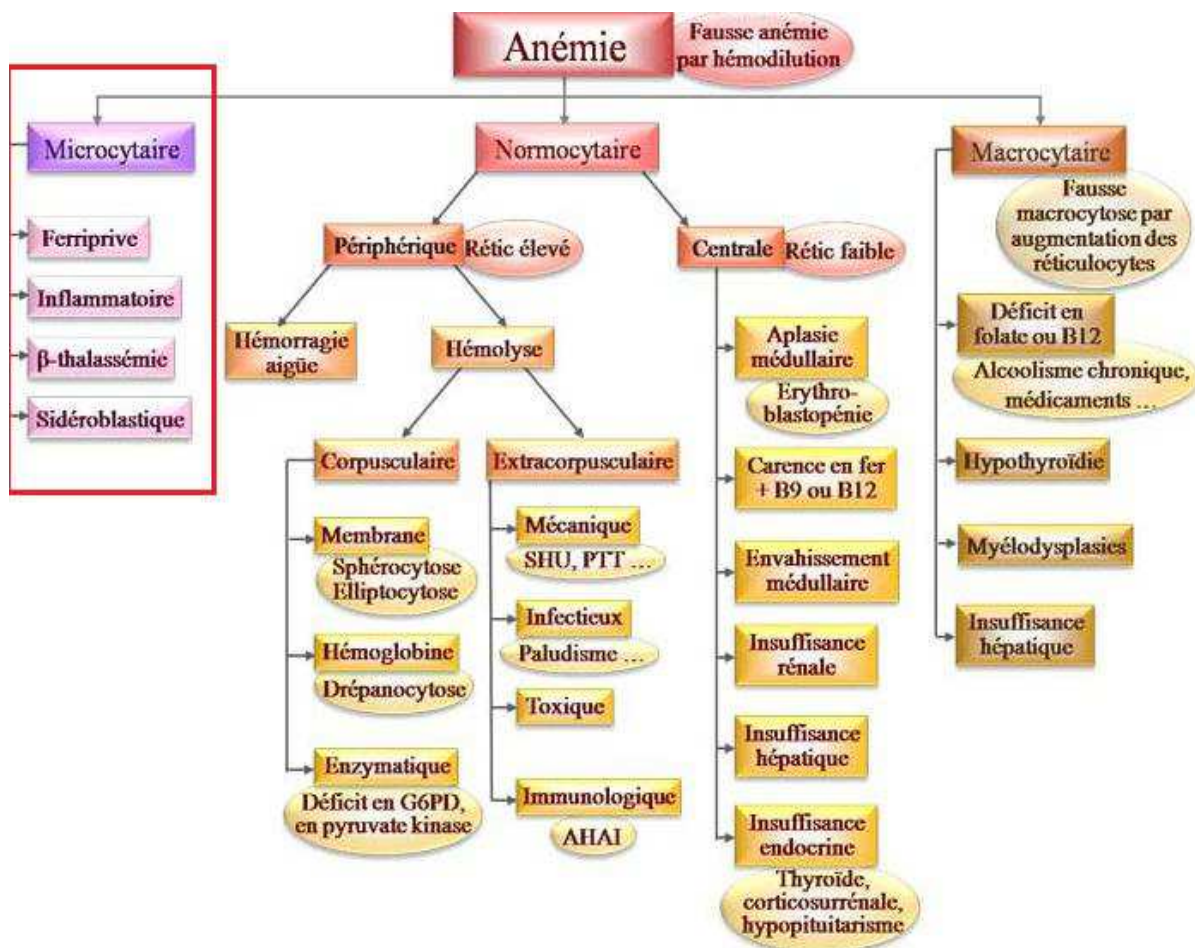 Anémie
Fausse anémie
par hémodilution
Microcytaire
Ferriprive
Inflammatoire
β-thalassémie
Sidéroblastique
Normocytaire
Périphérique
Rétic élevé
Hémorragie
aigüe
Hémolyse
Corpusculaire
Membrane
Sphérocytose
Elliptocytose
Hémoglobine
Drépanocytose
Enzymatique
Déficit en G6PD,
en pyruvate kinase
Extracorpusculaire
Mécanique
SHU, PTT ...
Infectieux
Paludisme ...
Toxique
Immunologique
AHAI
Centrale
Rétic faible
Aplasie
médullaire
Erythro-
blastopénie
Carence en fer
+ B9 ou B12
Envahissement
médullaire
Insuffisance
rénale
Insuffisance
hépatique
Insuffisance
endocrine
Thyroïde,
corticosurrénale,
hypopituitarisme
Macrocytaire
Fausse
macrocytose par
augmentation des
réticulocytes
Déficit en
folate ou B12
Alcoolisme chronique,
médicaments ...
Hypothyroïdie
Myélodysplasies
Insuffisance
hépatique